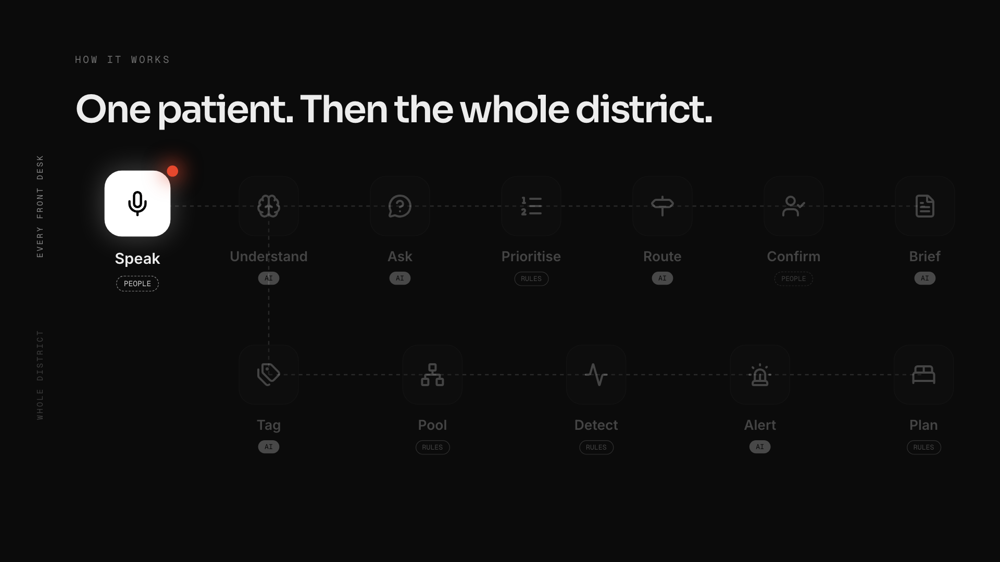 HOW IT WORKS
One patient. Then the whole district.
EVERY FRONT DESK
Speak
PEOPLE
Understand
AI
Ask
AI
Prioritise
RULES
Route
AI
Confirm
PEOPLE
Brief
AI
WHOLE DISTRICT
Tag
AI
Pool
RULES
Detect
RULES
Alert
AI
Plan
RULES